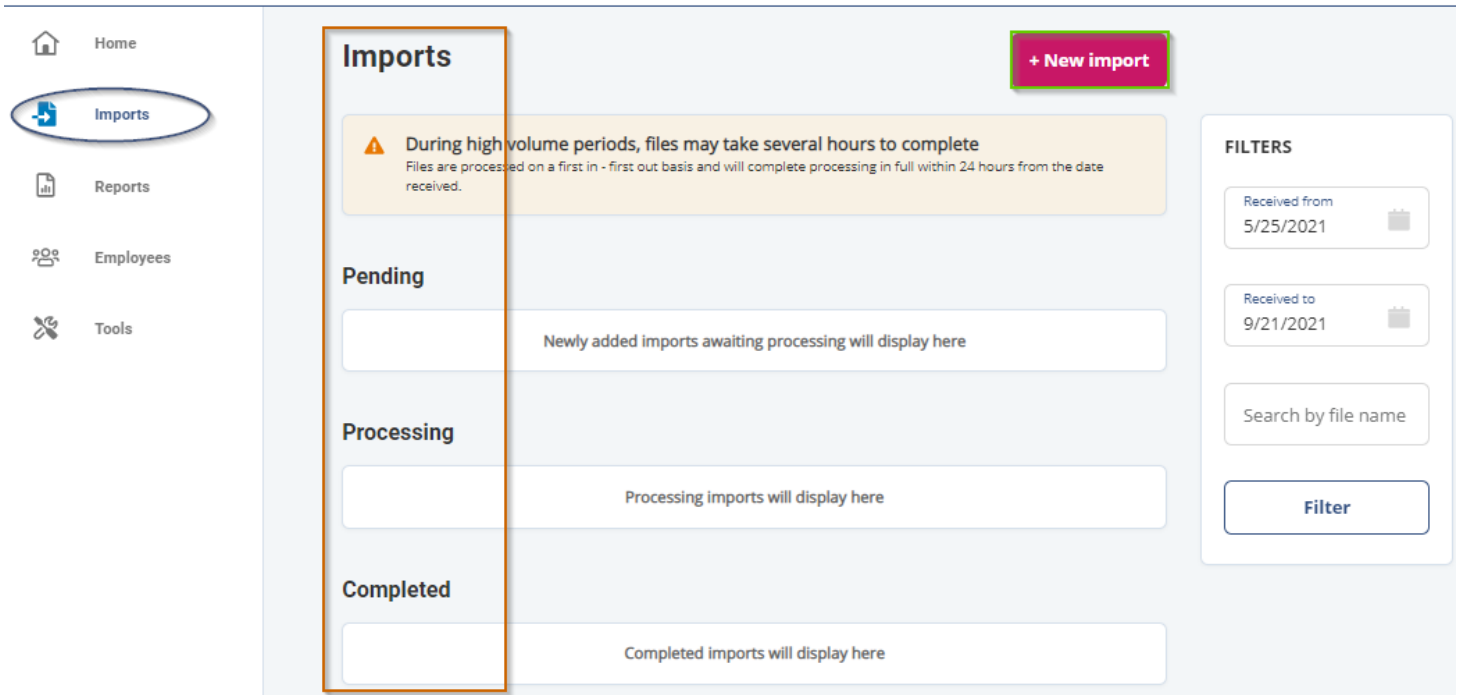 Home
Imports
Reports
Employees
Tools
Imports
+ New import
During high volume periods, files may take several hours to complete
Files are processed on a first in - first out basis and will complete processing in full within 24 hours from the date
received.
Pending
Newly added imports awaiting processing will display here
Processing
Processing imports will display here
Completed
Completed imports will display here
FILTERS
Received from
5/25/2021
Received to
9/21/2021
Search by file name
Filter